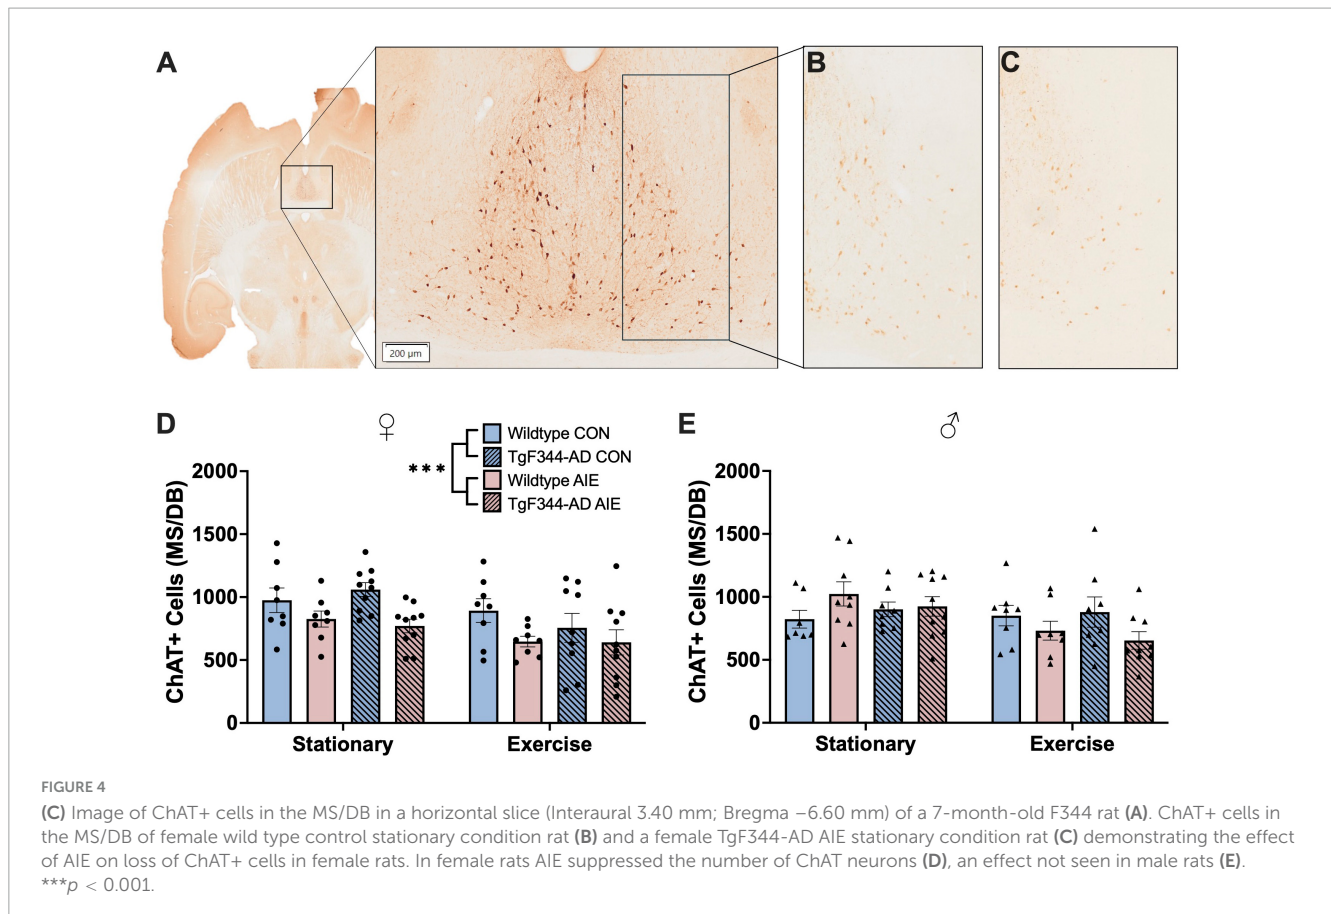 A
B
C
200 µm
D
♀
Wildtype CON
TgF344-AD CON
Wildtype AIE
TgF344-AD AIE
***
ChAT+ Cells (MS/DB)
2000
1500
1000
500
0
Stationary
Exercise
E
♂
ChAT+ Cells (MS/DB)
2000
1500
1000
500
0
Stationary
Exercise
FIGURE 4
(C) Image of ChAT+ cells in the MS/DB in a horizontal slice (Interaural 3.40 mm; Bregma −6.60 mm) of a 7-month-old F344 rat (A). ChAT+ cells in
the MS/DB of female wild type control stationary condition rat (B) and a female TgF344-AD AIE stationary condition rat (C) demonstrating the effect
of AIE on loss of ChAT+ cells in female rats. In female rats AIE suppressed the number of ChAT neurons (D), an effect not seen in male rats (E).
***p < 0.001.